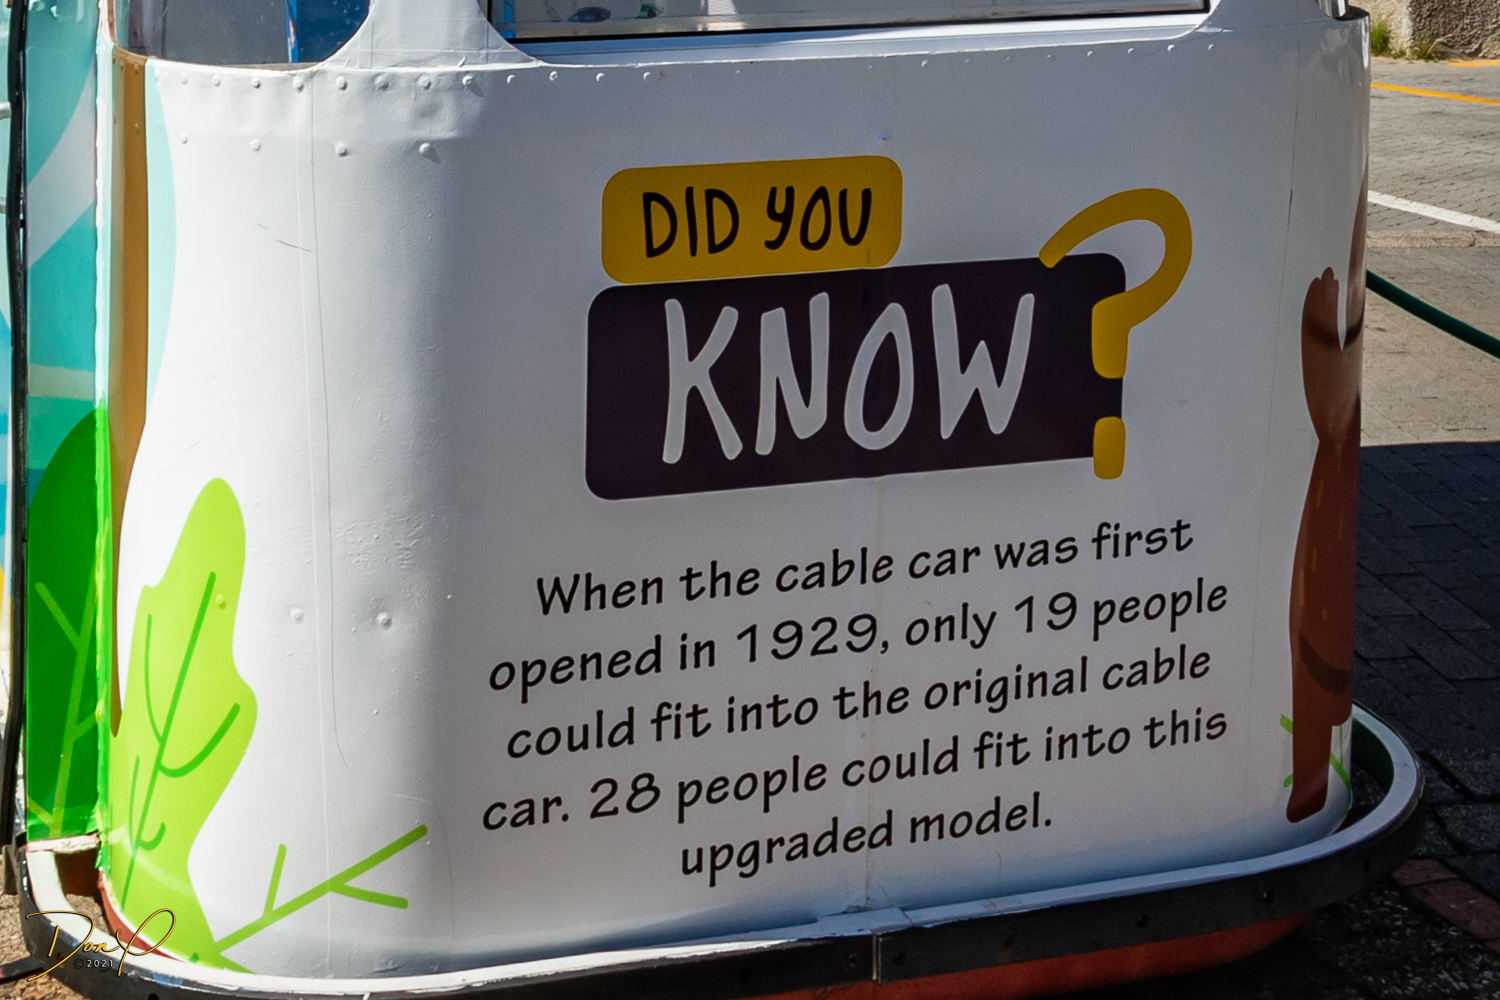 DID YOU
KNOW?
When the cable car was first
opened in 1929, only 19 people
could fit into the original cable
car. 28 people could fit into this
upgraded model.
Don P
©2021